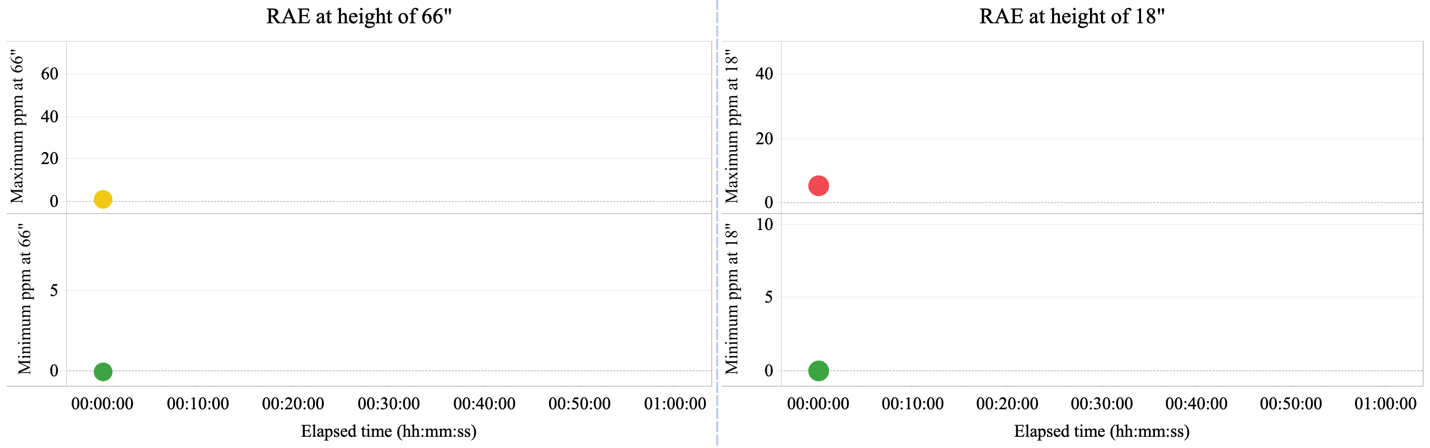 RAE at height of 66"
Maximum ppm at 66"
60
40
20
0
Minimum ppm at 66"
5
0
00:00:00 00:10:00 00:20:00 00:30:00 00:40:00 00:50:00 01:00:00
Elapsed time (hh:mm:ss)
RAE at height of 18"
Maximum ppm at 18"
40
20
0
Minimum ppm at 18"
10
5
0
00:00:00 00:10:00 00:20:00 00:30:00 00:40:00 00:50:00 01:00:00
Elapsed time (hh:mm:ss)